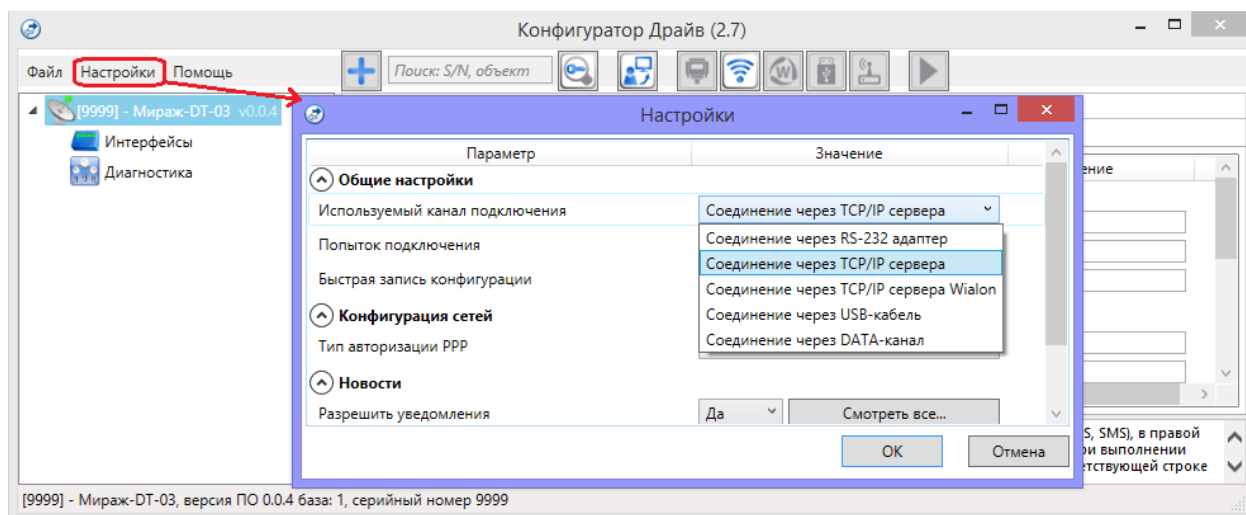 Конфигуратор Драйв (2.7)
Файл Настройки Помощь
Поиск: S/N, объект
[9999] - Мираж-DT-03 v0.0.4
Интерфейсы
Диагностика
Настройки
Параметр Значение
Общие настройки
Используемый канал подключения Соединение через TCP/IP сервера
Соединение через RS-232 адаптер
Попыток подключения
Соединение через TCP/IP сервера
Быстрая запись конфигурации
Соединение через TCP/IP сервера Wialon
Конфигурация сетей
Соединение через USB-кабель
Тип авторизации PPP
Соединение через DATA-канал
Новости
Разрешить уведомления Да Смотреть все...
OK Отмена
ение
S, SMS), в правой
ри выполнении
етствующей строке
[9999] - Мираж-DT-03, версия ПО 0.0.4 база: 1, серийный номер 9999